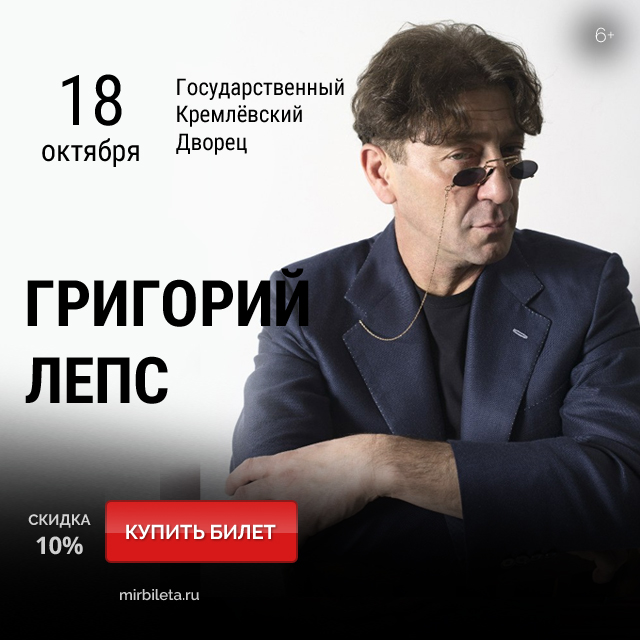 6+
18
октября
Государственный
Кремлёвский
Дворец
ГРИГОРИЙ
ЛЕПС
СКИДКА
10%
КУПИТЬ БИЛЕТ
mirbileta.ru